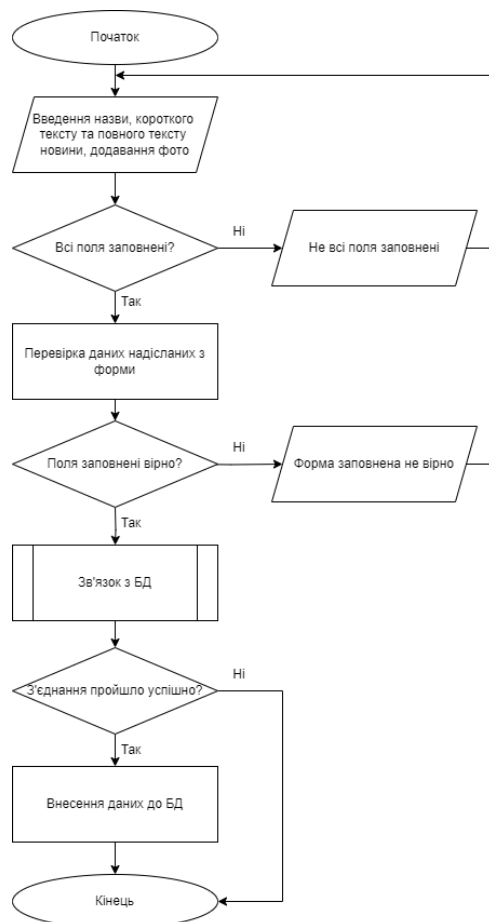 Початок
Введення назви, короткого
тексту та повного тексту
новини, додавання фото
Всі поля заповнені?
Ні
Не всі поля заповнені
Так
Перевірка даних надісланих з
форми
Поля заповнені вірно?
Ні
Форма заповнена не вірно
Так
Зв'язок з БД
З'єднання пройшло успішно?
Ні
Так
Внесення даних до БД
Кінець